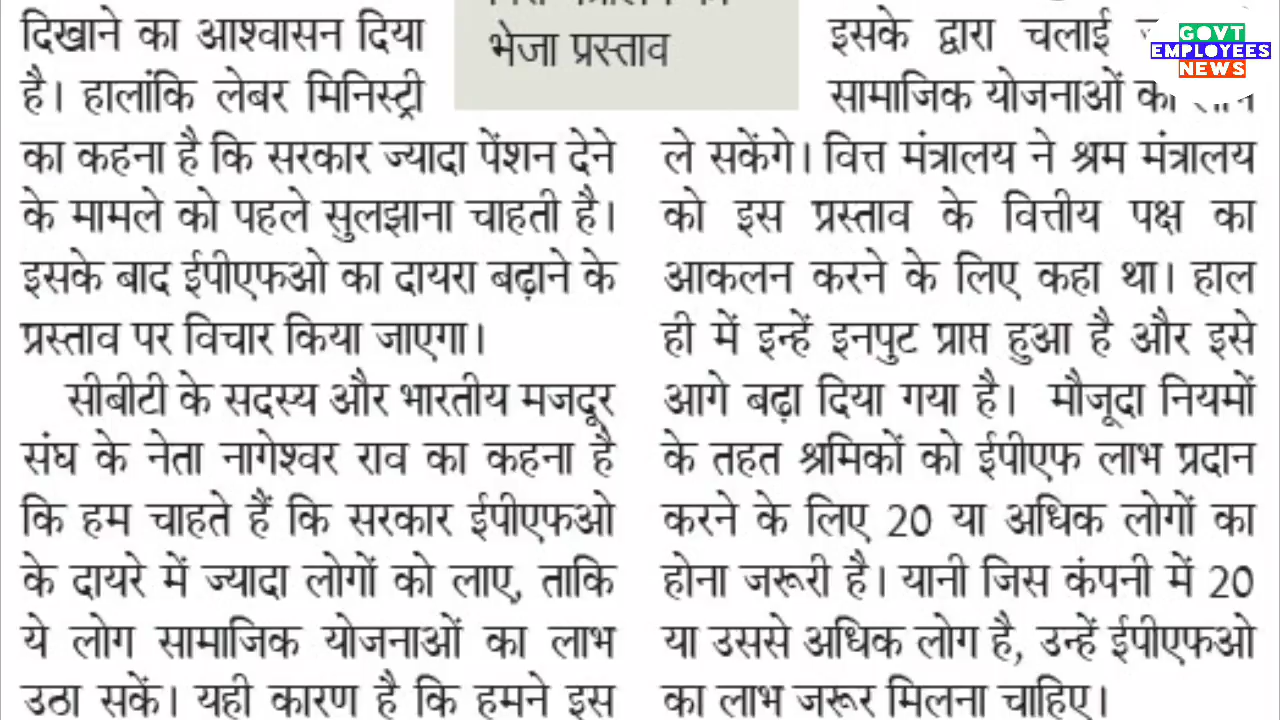 दिखाने का आश्वासन दिया
है। हालांकि लेबर मिनिस्ट्री
का कहना है कि सरकार ज्यादा पेंशन देने
के मामले को पहले सुलझाना चाहती है।
इसके बाद ईपीएफओ का दायरा बढ़ाने के
प्रस्ताव पर विचार किया जाएगा।
सीबीटी के सदस्य और भारतीय मजदूर
संघ के नेता नागेश्वर राव का कहना है
कि हम चाहते हैं कि सरकार ईपीएफओ
के दायरे में ज्यादा लोगों को लाए, ताकि
ये लोग सामाजिक योजनाओं का लाभ
उठा सकें। यही कारण है कि हमने इस
भेजा प्रस्ताव
इसके द्वारा चलाई
सामाजिक योजनाओं का
ले सकेंगे। वित्त मंत्रालय ने श्रम मंत्रालय
को इस प्रस्ताव के वित्तीय पक्ष का
आकलन करने के लिए कहा था। हाल
ही में इन्हें इनपुट प्राप्त हुआ है और इसे
आगे बढ़ा दिया गया है। मौजूदा नियमों
के तहत श्रमिकों को ईपीएफ लाभ प्रदान
करने के लिए 20 या अधिक लोगों का
होना जरूरी है। यानी जिस कंपनी में 20
या उससे अधिक लोग है, उन्हें ईपीएफओ
का लाभ जरूर मिलना चाहिए।
GOVT
EMPLOYEES
NEWS